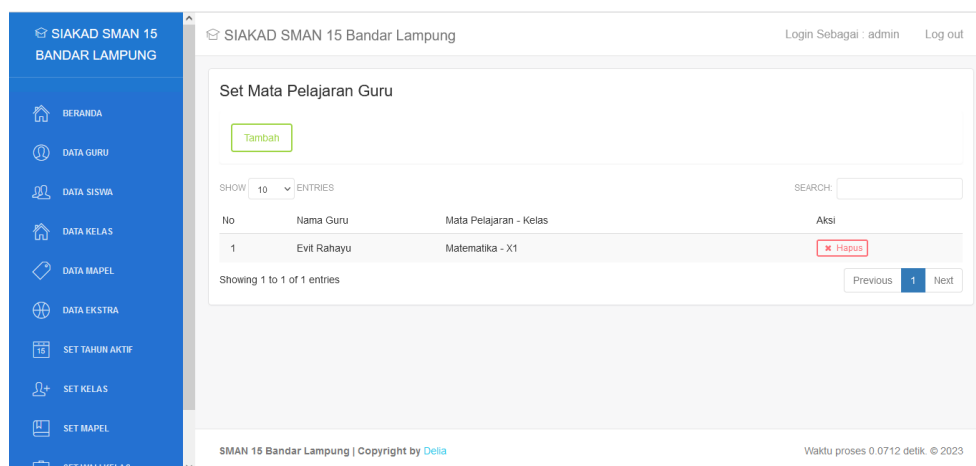 SIAKAD SMAN 15
BANDAR LAMPUNG
BERANDA
DATA GURU
DATA SISWA
DATA KELAS
DATA MAPEL
DATA EKSTRA
15 SET TAHUN AKTIF
SET KELAS
SET MAPEL
SIAKAD SMAN 15 Bandar Lampung Login Sebagai : admin Log out
Set Mata Pelajaran Guru
Tambah
SHOW 10 ENTRIES SEARCH:
No Nama Guru Mata Pelajaran - Kelas Aksi
1 Evit Rahayu Matematika - X1 Hapus
Showing 1 to 1 of 1 entries Previous 1 Next
SMAN 15 Bandar Lampung | Copyright by Delia Waktu proses 0.0712 detik. © 2023